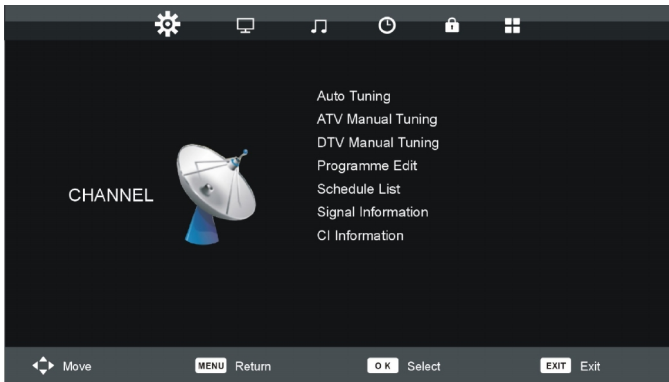 Auto Tuning
ATV Manual Tuning
DTV Manual Tuning
Programme Edit
CHANNEL
Schedule List
Signal Information
CI Information
Move MENU Return OK Select EXIT Exit